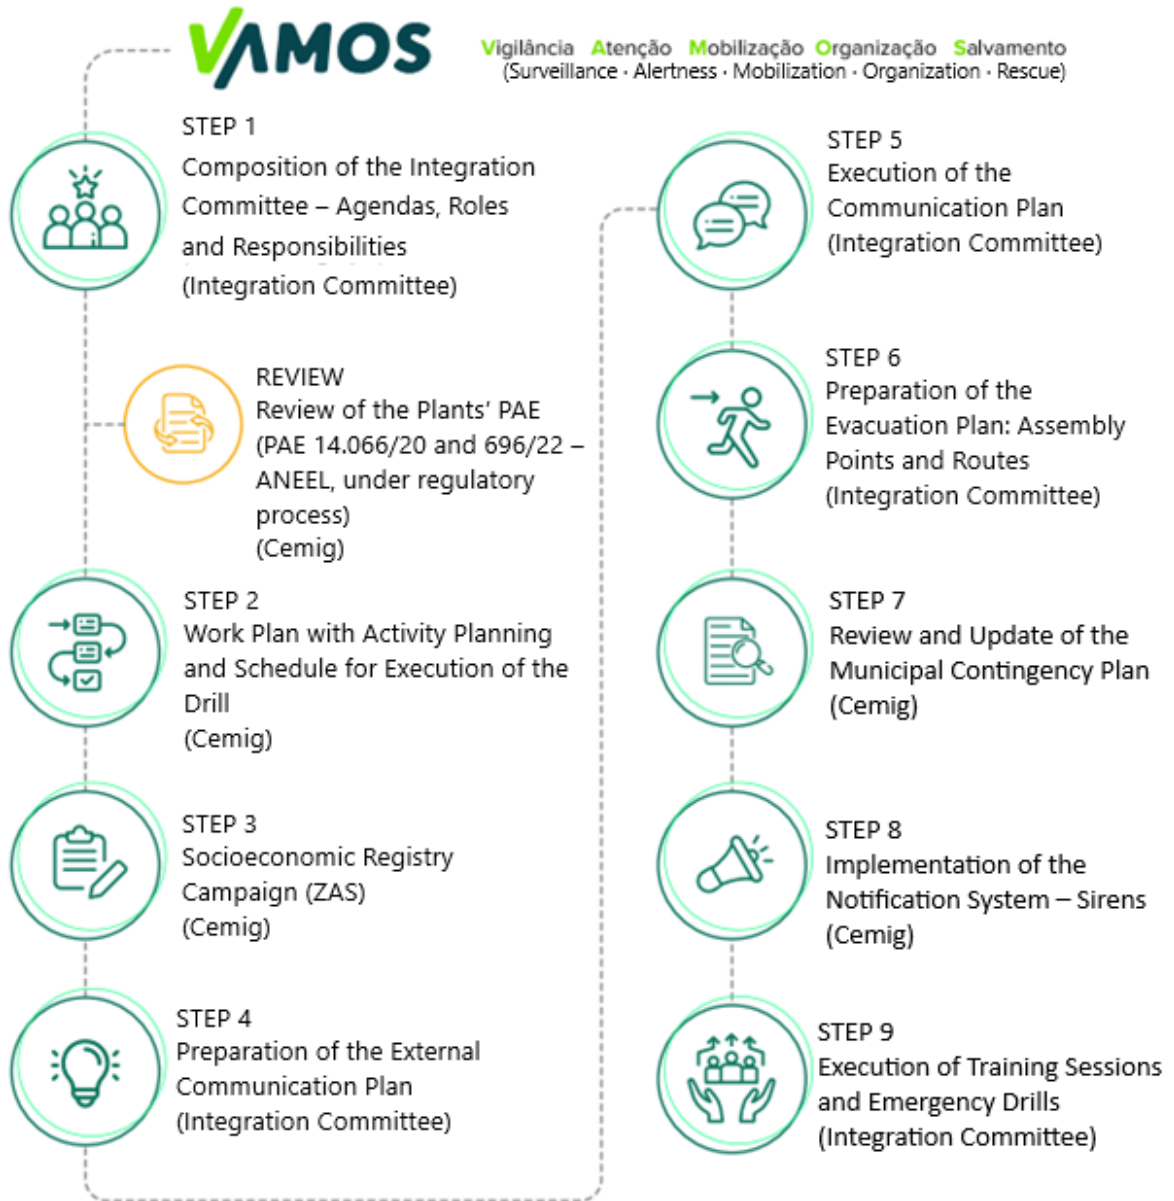 VAMOS
Vigilância Atenção Mobilização Organização Salvamento
(Surveillance · Alertness · Mobilization · Organization · Rescue)
STEP 1
Composition of the Integration
Committee – Agendas, Roles
and Responsibilities
(Integration Committee)
REVIEW
Review of the Plants’ PAE
(PAE 14.066/20 and 696/22 –
ANEEL, under regulatory
process)
(Cemig)
STEP 2
Work Plan with Activity Planning
and Schedule for Execution of the
Drill
(Cemig)
STEP 3
Socioeconomic Registry
Campaign (ZAS)
(Cemig)
STEP 4
Preparation of the External
Communication Plan
(Integration Committee)
STEP 5
Execution of the
Communication Plan
(Integration Committee)
STEP 6
Preparation of the
Evacuation Plan: Assembly
Points and Routes
(Integration Committee)
STEP 7
Review and Update of the
Municipal Contingency Plan
(Cemig)
STEP 8
Implementation of the
Notification System – Sirens
(Cemig)
STEP 9
Execution of Training Sessions
and Emergency Drills
(Integration Committee)